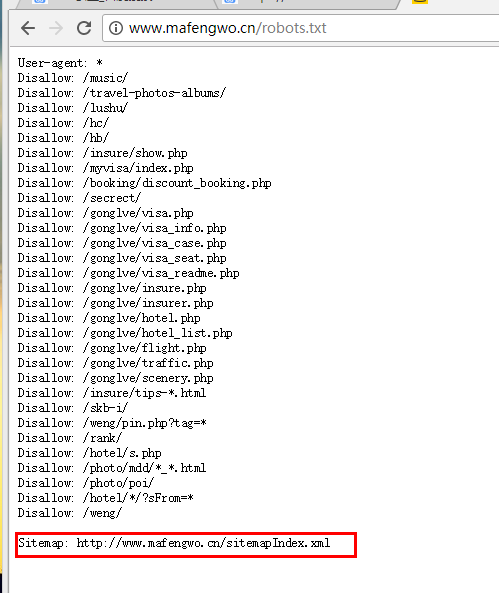 www.mafengwo.cn/robots.txt
User-agent: *
Disallow: /music/
Disallow: /travel-photos-albums/
Disallow: /lushu/
Disallow: /hc/
Disallow: /hb/
Disallow: /insure/show.php
Disallow: /myvisa/index.php
Disallow: /booking/discount_booking.php
Disallow: /secrect/
Disallow: /gonglve/visa.php
Disallow: /gonglve/visa_info.php
Disallow: /gonglve/visa_case.php
Disallow: /gonglve/visa_seat.php
Disallow: /gonglve/visa_readme.php
Disallow: /gonglve/insure.php
Disallow: /gonglve/insurer.php
Disallow: /gonglve/hotel.php
Disallow: /gonglve/hotel_list.php
Disallow: /gonglve/flight.php
Disallow: /gonglve/traffic.php
Disallow: /gonglve/scenery.php
Disallow: /insure/tips-*.html
Disallow: /skb-i/
Disallow: /weng/pin.php?tag=*
Disallow: /rank/
Disallow: /hotel/s.php
Disallow: /photo/mdd/*_*.html
Disallow: /photo/poi/
Disallow: /hotel/*/?sFrom=*
Disallow: /weng/
Sitemap: http://www.mafengwo.cn/sitemapIndex.xml